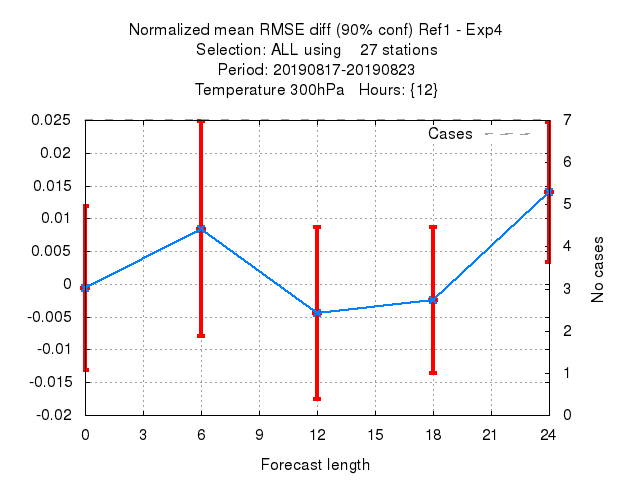 Normalized mean RMSE diff (90% conf) Ref1 - Exp4
Selection: ALL using    27 stations
Period: 20190817-20190823
Temperature 300hPa   Hours: {12}
Cases
0.025
0.02
0.015
0.01
0.005
0
-0.005
-0.01
-0.015
-0.02
7
6
5
4
3
2
1
0
No cases
0 3 6 9 12 15 18 21 24
Forecast length